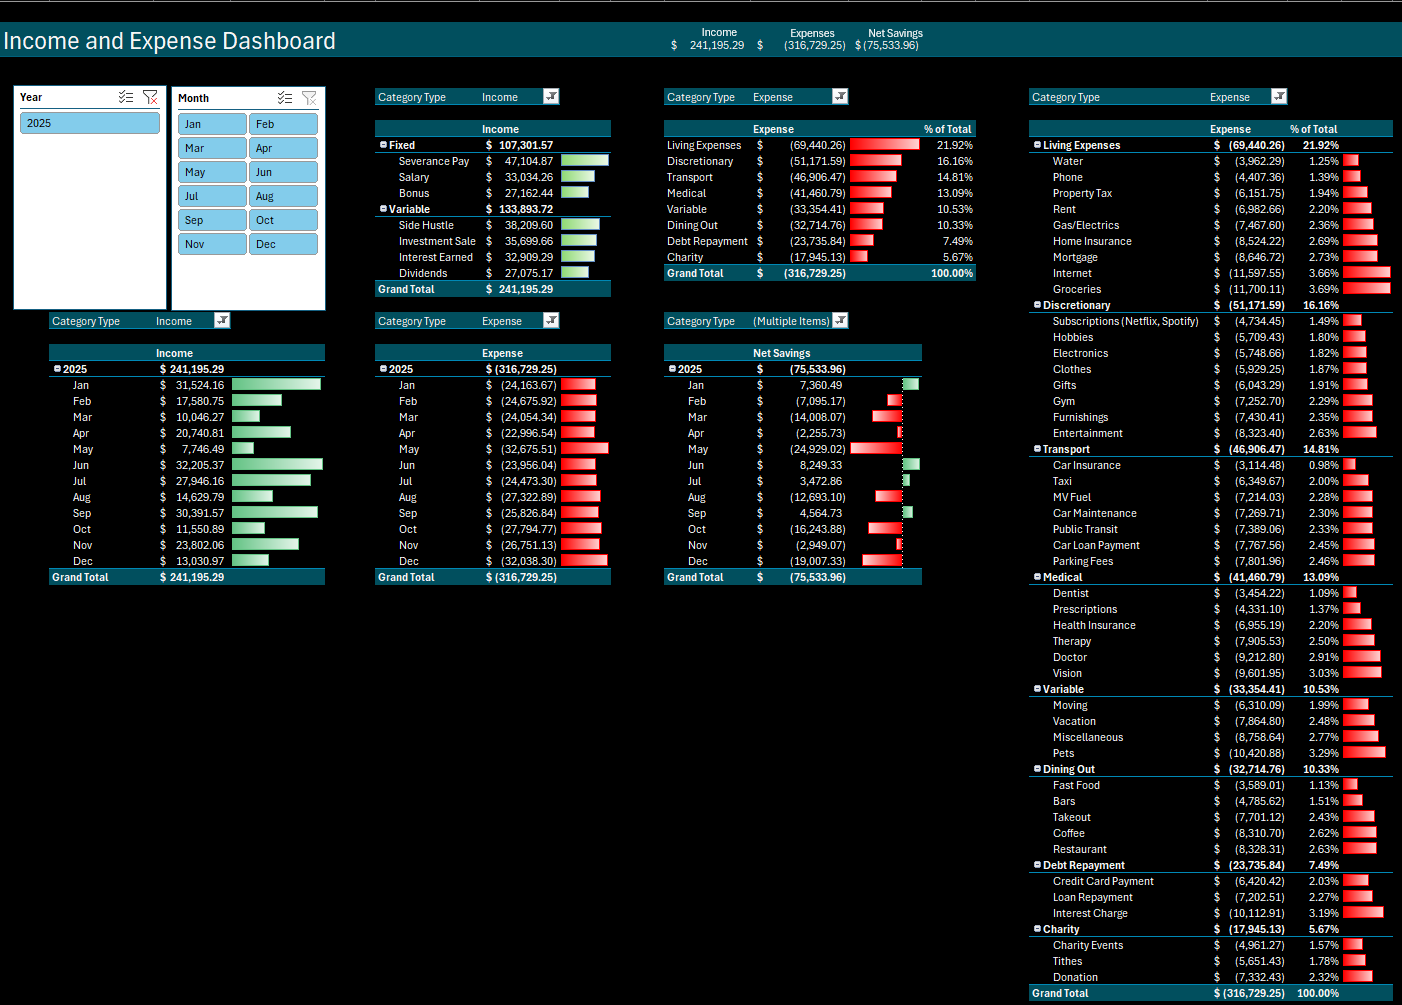 Income and Expense Dashboard
Income Expenses Net Savings
$ 241,195.29 $ (316,729.25) $ (75,533.96)
Year
2025
Month
Jan Feb
Mar Apr
May Jun
Jul Aug
Sep Oct
Nov Dec
Category Type Income
Income
Fixed $ 107,301.57
Severance Pay $ 47,104.87
Salary $ 33,034.26
Bonus $ 27,162.44
Variable $ 133,893.72
Side Hustle $ 38,209.60
Investment Sale $ 35,699.66
Interest Earned $ 32,909.29
Dividends $ 27,075.17
Grand Total $ 241,195.29
Category Type Expense
Expense % of Total
Living Expenses $ (69,440.26) 21.92%
Discretionary $ (51,171.59) 16.16%
Transport $ (46,906.47) 14.81%
Medical $ (41,460.79) 13.09%
Variable $ (33,354.41) 10.53%
Dining Out $ (32,714.76) 10.33%
Debt Repayment $ (23,735.84) 7.49%
Charity $ (17,945.13) 5.67%
Grand Total $ (316,729.25) 100.00%
Category Type Income
Income
2025 $ 241,195.29
Jan $ 31,524.16
Feb $ 17,580.75
Mar $ 10,046.27
Apr $ 20,740.81
May $ 7,746.49
Jun $ 32,205.37
Jul $ 27,946.16
Aug $ 14,629.79
Sep $ 30,391.57
Oct $ 11,550.89
Nov $ 23,802.06
Dec $ 13,030.97
Grand Total $ 241,195.29
Category Type Expense
Expense
2025 $ (316,729.25)
Jan $ (24,163.67)
Feb $ (24,675.92)
Mar $ (24,054.34)
Apr $ (22,996.54)
May $ (32,675.51)
Jun $ (23,956.04)
Jul $ (24,473.30)
Aug $ (27,322.89)
Sep $ (25,826.84)
Oct $ (27,794.77)
Nov $ (26,751.13)
Dec $ (32,038.30)
Grand Total $ (316,729.25)
Category Type (Multiple Items)
Net Savings
2025 $ (75,533.96)
Jan $ 7,360.49
Feb $ (7,095.17)
Mar $ (14,008.07)
Apr $ (2,255.73)
May $ (24,929.02)
Jun $ 8,249.33
Jul $ 3,472.86
Aug $ (12,693.10)
Sep $ 4,564.73
Oct $ (16,243.88)
Nov $ (2,949.07)
Dec $ (19,007.33)
Grand Total $ (75,533.96)
Category Type Expense
Expense % of Total
Living Expenses $ (69,440.26) 21.92%
Water $ (3,962.29) 1.25%
Phone $ (4,407.36) 1.39%
Property Tax $ (6,151.75) 1.94%
Rent $ (6,982.66) 2.20%
Gas/Electrics $ (7,467.60) 2.36%
Home Insurance $ (8,524.22) 2.69%
Mortgage $ (8,646.72) 2.73%
Internet $ (11,597.55) 3.66%
Groceries $ (11,700.11) 3.69%
Discretionary $ (51,171.59) 16.16%
Subscriptions (Netflix, Spotify) $ (4,734.45) 1.49%
Hobbies $ (5,709.43) 1.80%
Electronics $ (5,748.66) 1.82%
Clothes $ (5,929.25) 1.87%
Gifts $ (6,043.29) 1.91%
Gym $ (7,252.70) 2.29%
Furnishings $ (7,430.41) 2.35%
Entertainment $ (8,323.40) 2.63%
Transport $ (46,906.47) 14.81%
Car Insurance $ (3,114.48) 0.98%
Taxi $ (6,349.67) 2.00%
MV Fuel $ (7,214.03) 2.28%
Car Maintenance $ (7,269.71) 2.30%
Public Transit $ (7,389.06) 2.33%
Car Loan Payment $ (7,767.56) 2.45%
Parking Fees $ (7,801.96) 2.46%
Medical $ (41,460.79) 13.09%
Dentist $ (3,454.22) 1.09%
Prescriptions $ (4,331.10) 1.37%
Health Insurance $ (6,955.19) 2.20%
Therapy $ (7,905.53) 2.50%
Doctor $ (9,212.80) 2.91%
Vision $ (9,601.95) 3.03%
Variable $ (33,354.41) 10.53%
Moving $ (6,310.09) 1.99%
Vacation $ (7,864.80) 2.48%
Miscellaneous $ (8,758.64) 2.77%
Pets $ (10,420.88) 3.29%
Dining Out $ (32,714.76) 10.33%
Fast Food $ (3,589.01) 1.13%
Bars $ (4,785.62) 1.51%
Takeout $ (7,701.12) 2.43%
Coffee $ (8,310.70) 2.62%
Restaurant $ (8,328.31) 2.63%
Debt Repayment $ (23,735.84) 7.49%
Credit Card Payment $ (6,420.42) 2.03%
Loan Repayment $ (7,202.51) 2.27%
Interest Charge $ (10,112.91) 3.19%
Charity $ (17,945.13) 5.67%
Charity Events $ (4,961.27) 1.57%
Tithes $ (5,651.43) 1.78%
Donation $ (7,332.43) 2.32%
Grand Total $ (316,729.25) 100.00%